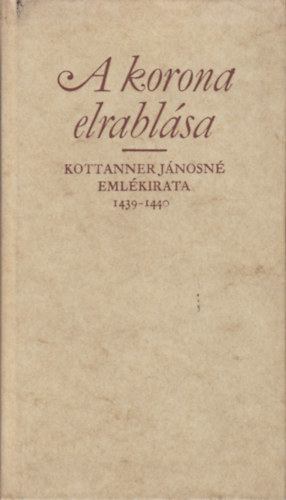 A korona
elrablása
KOTTANNER JÁNOSNÉ
EMLÉKIRATA
1439-1440